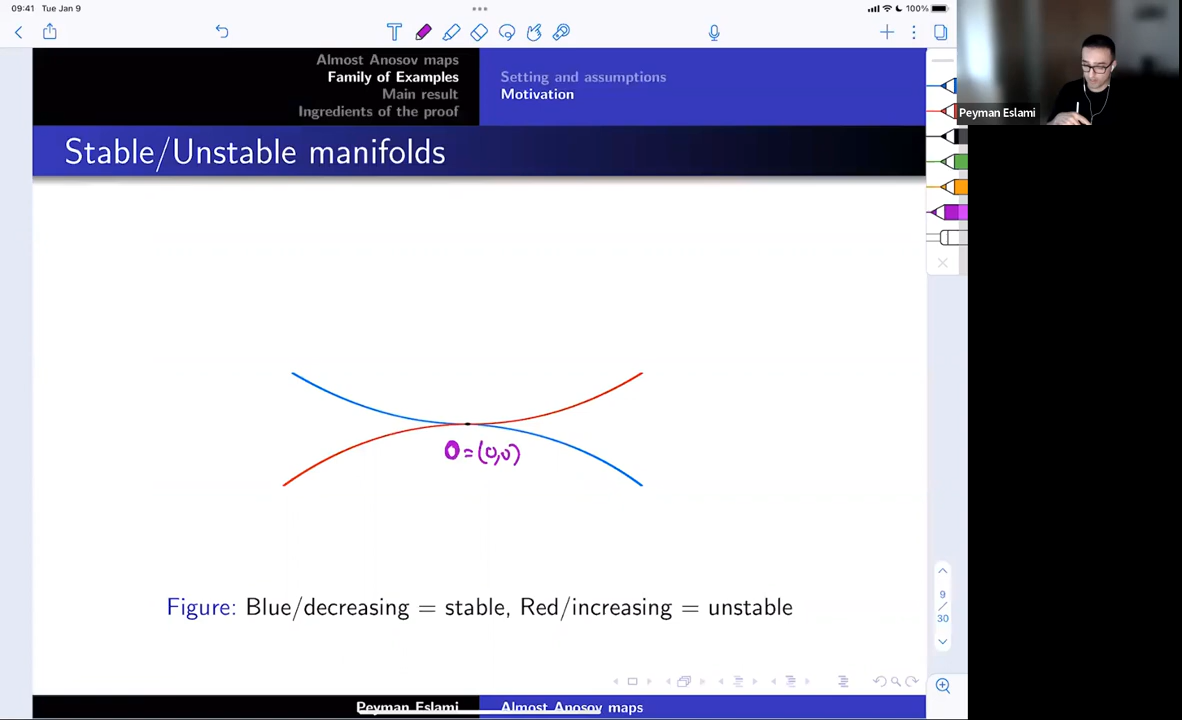 09:41 Tue Jan 9
100%
Almost Anosov maps
Family of Examples
Main result
Ingredients of the proof
Setting and assumptions
Motivation
Peyman Eslami
Stable/Unstable manifolds
0=(0,0)
Figure: Blue/decreasing = stable, Red/increasing = unstable
9
/
30
Peyman Eslami
Almost Anosov maps